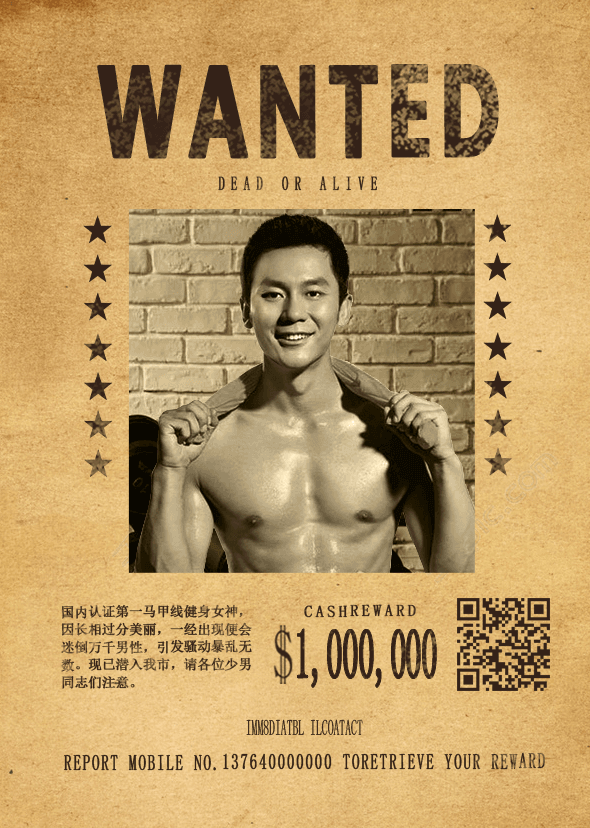 WANTED
DEAD OR ALIVE
国内认证第一马甲线健身女神，
因长相过分美丽，一经出现便会
迷倒万千男性，引发骚动暴乱无
数。现已潜入我市，请各位少男
同志们注意。
CASHREWARD
$1,000,000
IMM8DIATBL ILCOATACT
REPORT MOBILE NO.137640000000 TORETRIEVE YOUR REWARD